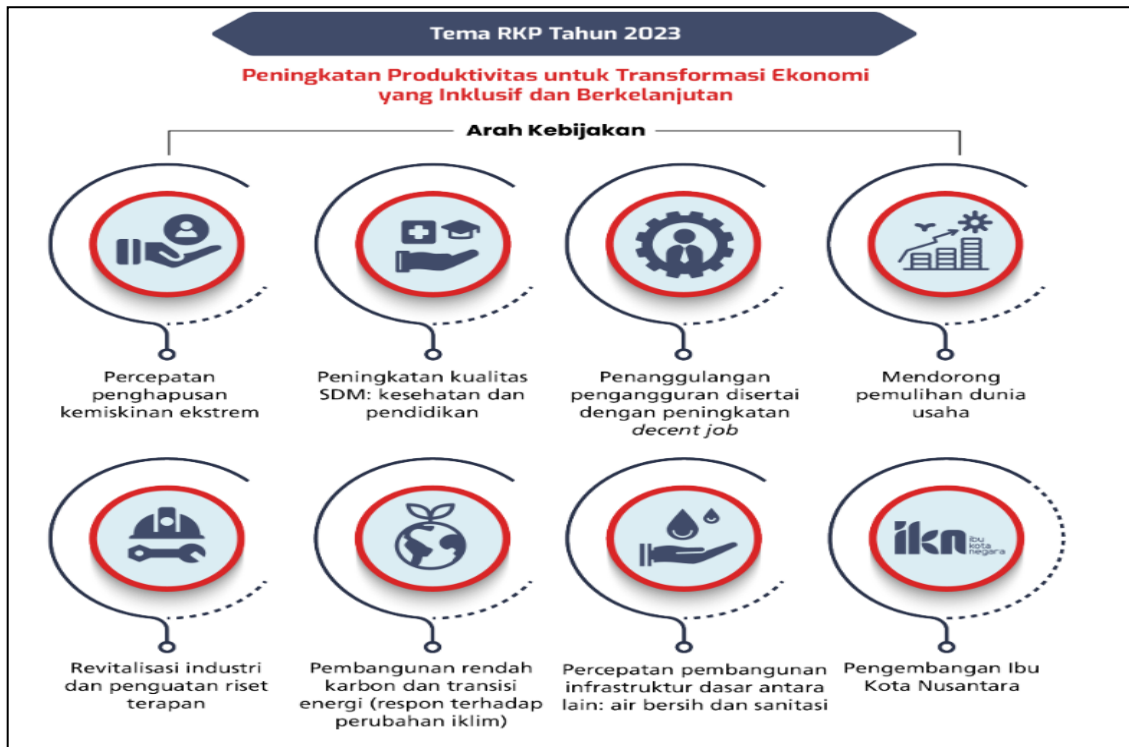 Tema RKP Tahun 2023
Peningkatan Produktivitas untuk Transformasi Ekonomi
yang Inklusif dan Berkelanjutan
Arah Kebijakan
Percepatan
penghapusan
kemiskinan ekstrem
Peningkatan kualitas
SDM: kesehatan dan
pendidikan
Penanggulangan
pengangguran disertai
dengan peningkatan
decent job
Mendorong
pemulihan dunia
usaha
ikn ibu
kota
negara
Revitalisasi industri
dan penguatan riset
terapan
Pembangunan rendah
karbon dan transisi
energi (respon terhadap
perubahan iklim)
Percepatan pembangunan
infrastruktur dasar antara
lain: air bersih dan sanitasi
Pengembangan Ibu
Kota Nusantara